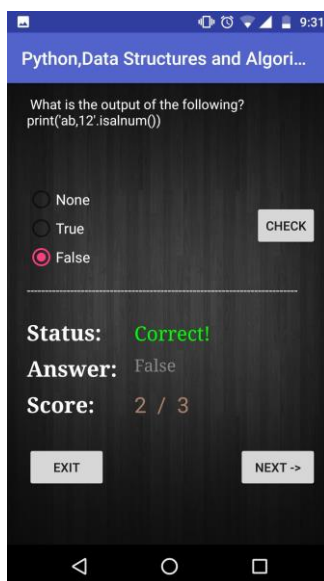 9:31
Python,Data Structures and Algori...
What is the output of the following?
print('ab,12'.isalnum())
None
True
False
CHECK
Status: Correct!
Answer: False
Score: 2 / 3
EXIT
NEXT ->